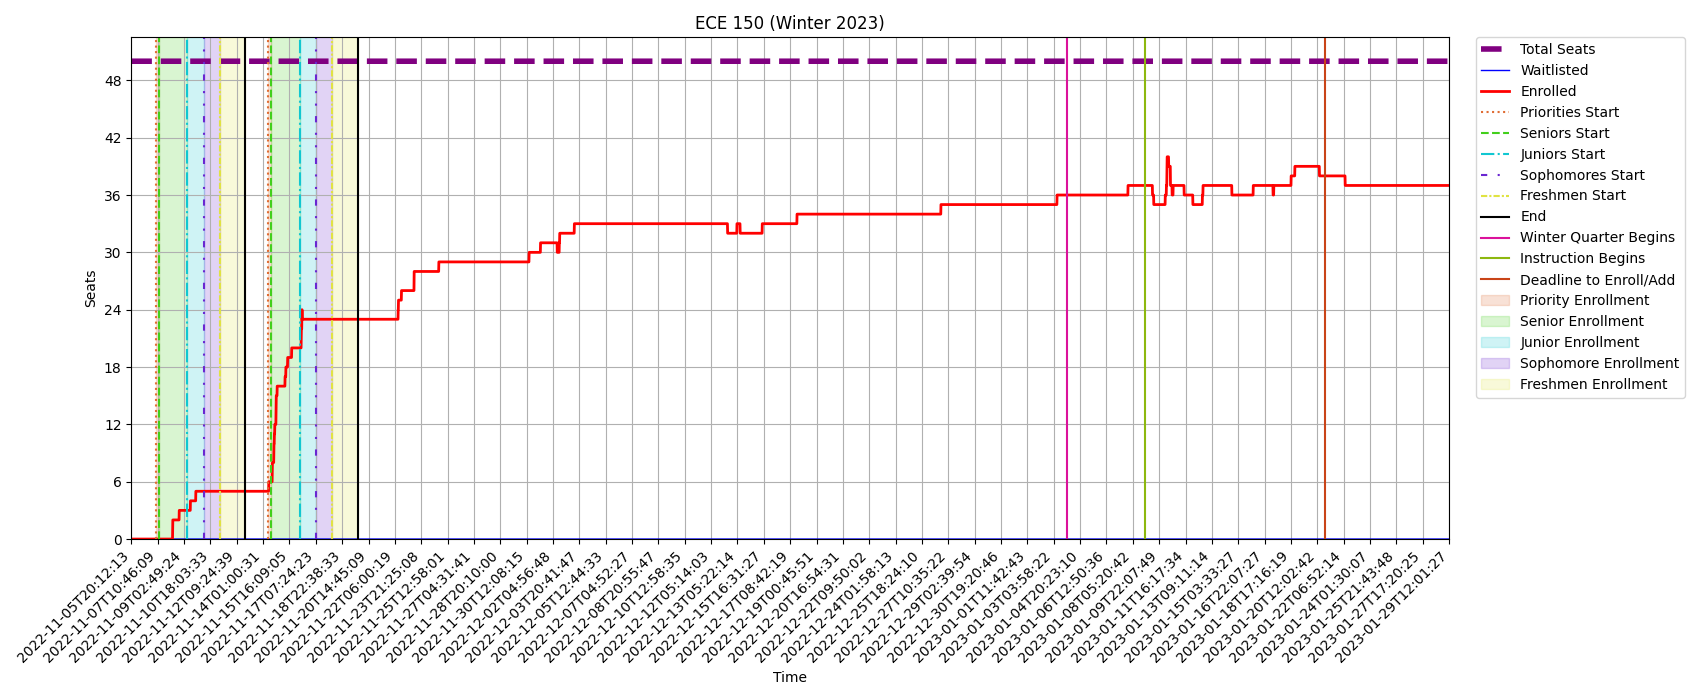 ECE 150 (Winter 2023)
Seats
48
42
36
30
24
18
12
6
0
2022-11-05T20:12:13
2022-11-07T10:46:09
2022-11-09T02:49:24
2022-11-10T18:03:33
2022-11-12T09:24:39
2022-11-14T01:00:31
2022-11-15T16:09:05
2022-11-17T07:24:23
2022-11-18T22:38:33
2022-11-20T14:45:09
2022-11-22T06:00:19
2022-11-23T21:25:08
2022-11-25T12:58:01
2022-11-27T04:31:41
2022-11-28T20:10:00
2022-11-30T12:08:15
2022-12-02T04:56:48
2022-12-03T20:41:47
2022-12-05T12:44:33
2022-12-07T04:52:27
2022-12-08T20:55:47
2022-12-10T12:58:35
2022-12-12T05:14:03
2022-12-13T05:22:14
2022-12-15T16:31:27
2022-12-17T08:42:19
2022-12-19T00:45:51
2022-12-20T16:54:31
2022-12-22T09:50:02
2022-12-24T01:58:13
2022-12-25T18:24:10
2022-12-27T10:35:22
2022-12-29T02:39:54
2022-12-30T19:20:46
2023-01-01T11:42:43
2023-01-03T03:58:22
2023-01-04T20:23:10
2023-01-06T12:50:36
2023-01-08T05:20:42
2023-01-09T22:07:49
2023-01-11T16:17:34
2023-01-13T09:11:14
2023-01-15T03:33:27
2023-01-16T22:07:27
2023-01-18T17:16:19
2023-01-20T12:02:42
2023-01-22T06:52:14
2023-01-24T01:30:07
2023-01-25T21:43:48
2023-01-27T17:20:25
2023-01-29T12:01:27
Time
Total Seats
Waitlisted
Enrolled
Priorities Start
Seniors Start
Juniors Start
Sophomores Start
Freshmen Start
End
Winter Quarter Begins
Instruction Begins
Deadline to Enroll/Add
Priority Enrollment
Senior Enrollment
Junior Enrollment
Sophomore Enrollment
Freshmen Enrollment